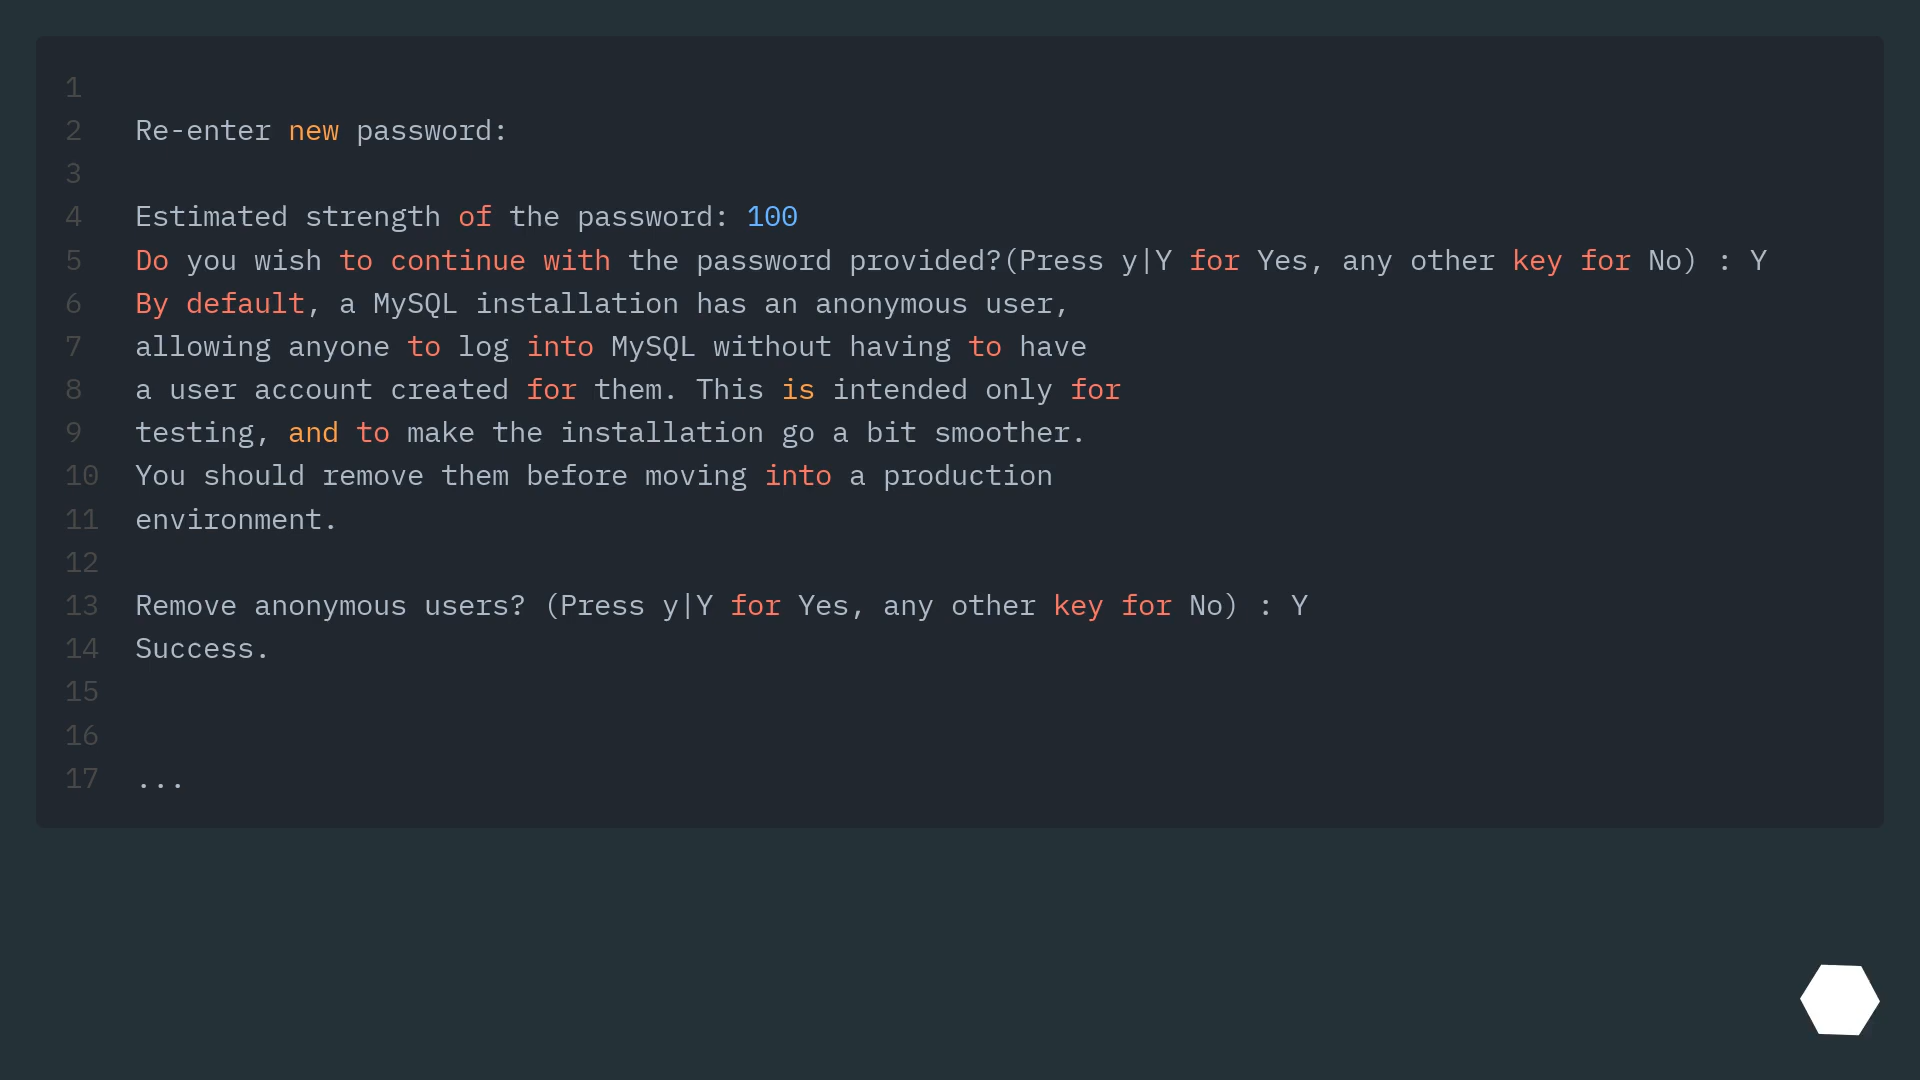 1
2 Re-enter new password:
3
4 Estimated strength of the password: 100
5 Do you wish to continue with the password provided?(Press y|Y for Yes, any other key for No) : Y
6 By default, a MySQL installation has an anonymous user,
7 allowing anyone to log into MySQL without having to have
8 a user account created for them. This is intended only for
9 testing, and to make the installation go a bit smoother.
10 You should remove them before moving into a production
11 environment.
12
13 Remove anonymous users? (Press y|Y for Yes, any other key for No) : Y
14 Success.
15
16
17 ...